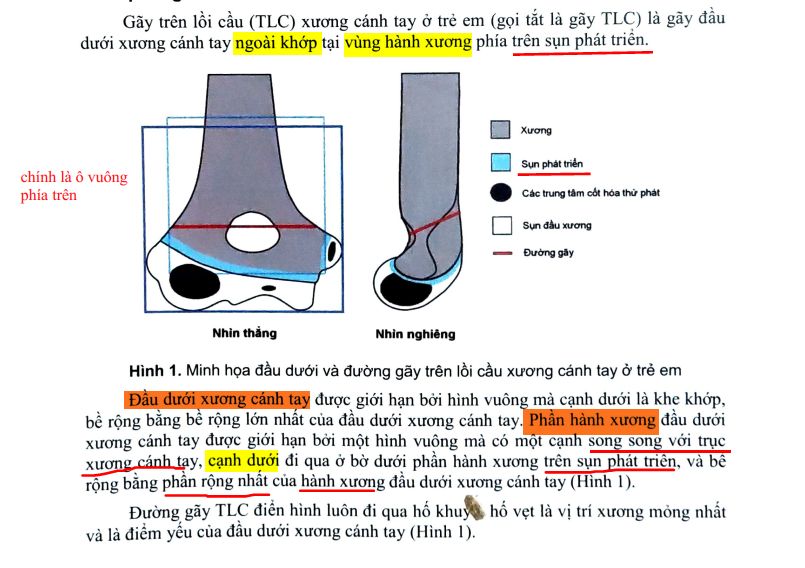 Gãy trên lồi cầu (TLC) xương cánh tay ở trẻ em (gọi tắt là gãy TLC) là gãy đầu
dưới xương cánh tay ngoài khớp tại vùng hành xương phía trên sụn phát triển.
chính là ô vuông
phía trên
Xương
Sụn phát triển
Các trung tâm cốt hóa thứ phát
Sụn đầu xương
Đường gãy
Nhìn thẳng
Nhìn nghiêng
Hình 1. Minh họa đầu dưới và đường gãy trên lồi cầu xương cánh tay ở trẻ em
Đầu dưới xương cánh tay được giới hạn bởi hình vuông mà cạnh dưới là khe khớp,
bề rộng bằng bề rộng lớn nhất của đầu dưới xương cánh tay. Phần hành xương đầu dưới
xương cánh tay được giới hạn bởi một hình vuông mà có một cạnh song song với trục
xương cánh tay, cạnh dưới đi qua ở bờ dưới phần hành xương trên sụn phát triên, và bề
rộng bằng phần rộng nhất của hành xương đầu dưới xương cánh tay (Hình 1).
Đường gãy TLC điển hình luôn đi qua hố hố vẹt là vị trí xương mỏng nhất
và là điểm yếu của đầu dưới xương cánh tay (Hình 1).